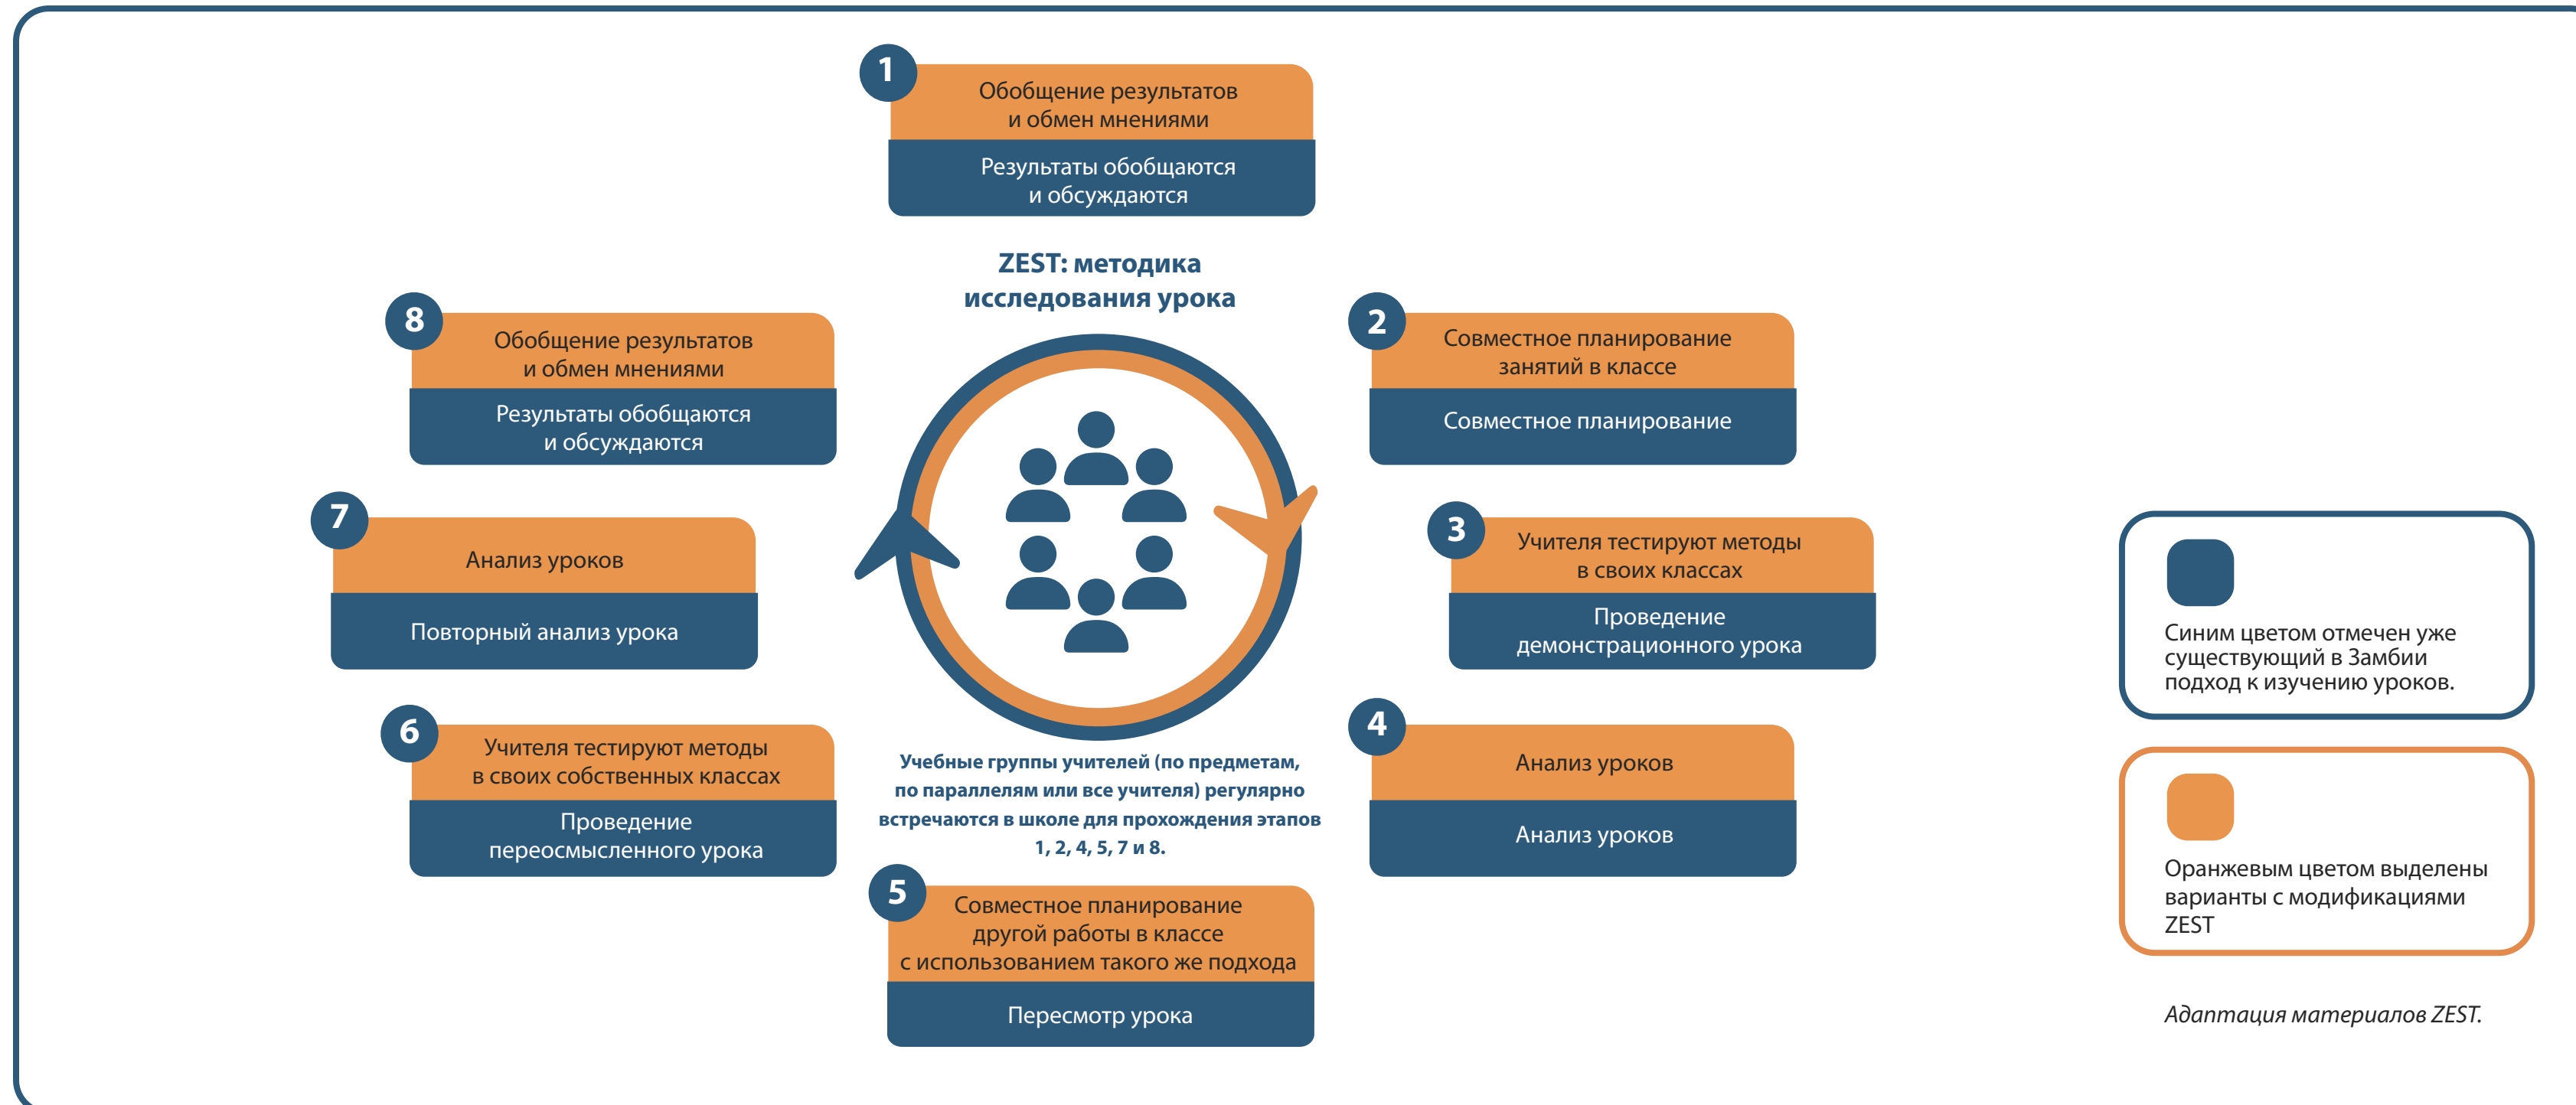 1
Обобщение результатов
и обмен мнениями
Результаты обобщаются
и обсуждаются
ZEST: методика
исследования урока
2
Совместное планирование
занятий в классе
Совместное планирование
3
Учителя тестируют методы
в своих классах
Проведение
демонстрационного урока
4
Анализ уроков
Анализ уроков
5
Совместное планирование
другой работы в классе
с использованием такого же подхода
Пересмотр урока
6
Учителя тестируют методы
в своих собственных классах
Проведение
переосмысленного урока
7
Анализ уроков
Повторный анализ урока
8
Обобщение результатов
и обмен мнениями
Результаты обобщаются
и обсуждаются
Учебные группы учителей (по предметам,
по параллелям или все учителя) регулярно
встречаются в школе для прохождения этапов
1, 2, 4, 5, 7 и 8.
Синим цветом отмечен уже
существующий в Замбии
подход к изучению уроков.
Оранжевым цветом выделены
варианты с модификациями
ZEST
Адаптация материалов ZEST.